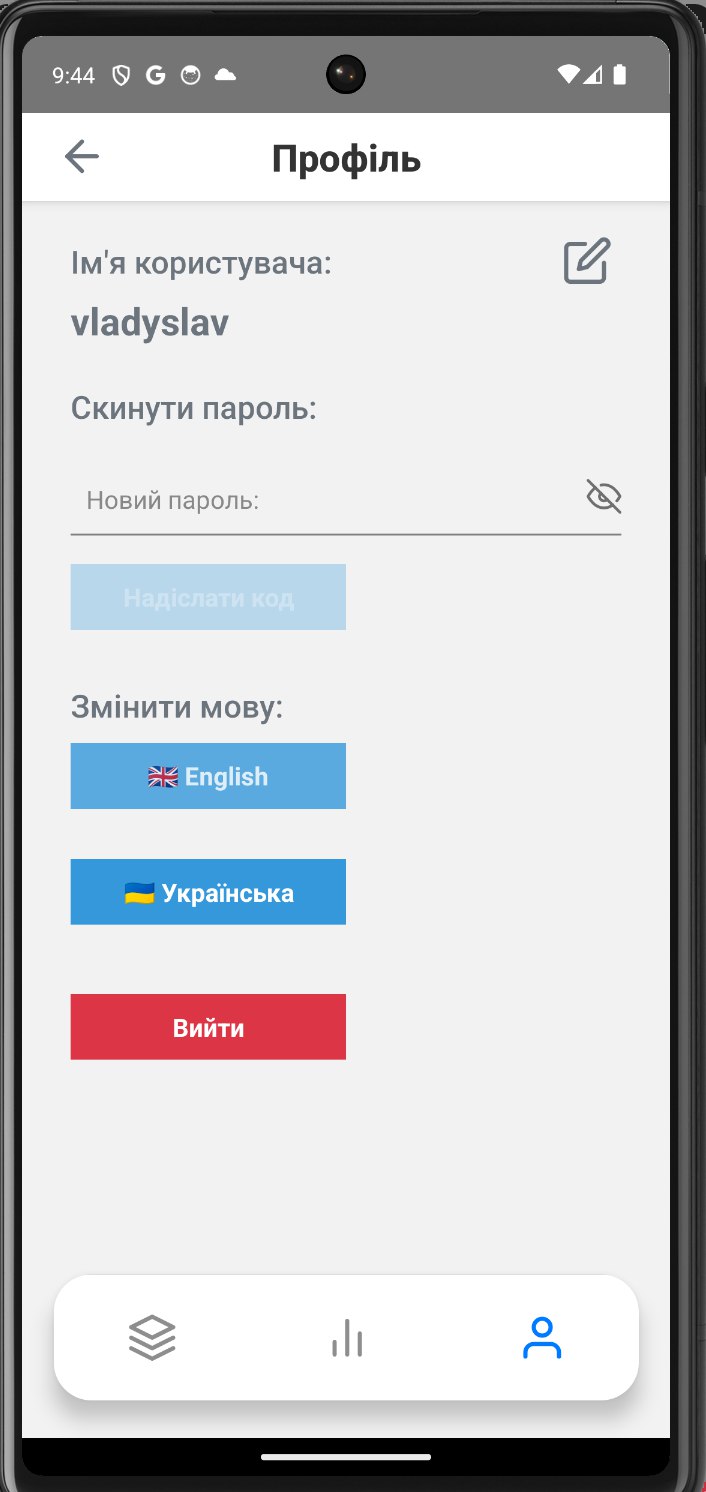 9:44
Профіль
Ім'я користувача:
vladyslav
Скинути пароль:
Новий пароль:
Надіслати код
Змінити мову:
🇬🇧 English
🇺🇦 Українська
Вийти